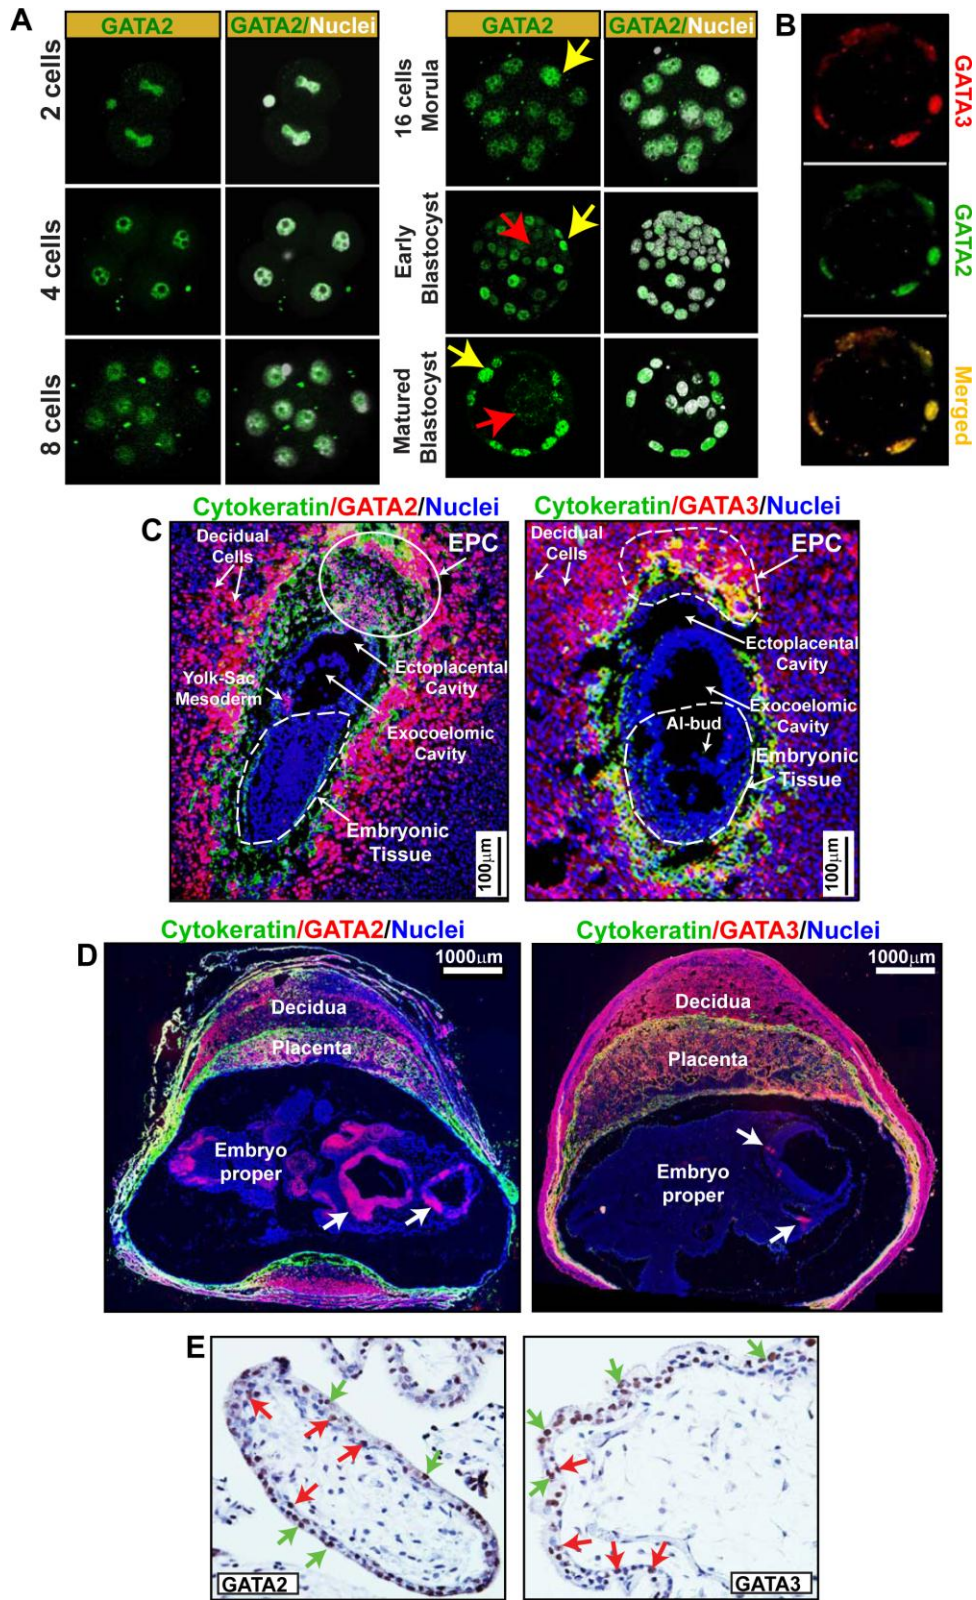 A
GATA2
GATA2/Nuclei
2 cells
4 cells
8 cells
GATA2
GATA2/Nuclei
16 cells
Morula
Early
Blastocyst
Matured
Blastocyst
B
GATA3
GATA2
Merged
C
Cytokeratin/GATA2/Nuclei
Decidual
Cells
EPC
Ectoplacental
Cavity
Yolk-Sac
Mesoderm
Exocoelomic
Cavity
Embryonic
Tissue
100μm
Cytokeratin/GATA3/Nuclei
Decidual
Cells
EPC
Ectoplacental
Cavity
Exocoelomic
Cavity
Al-bud
Embryonic
Tissue
100μm
D
Cytokeratin/GATA2/Nuclei
1000μm
Decidua
Placenta
Embryo
proper
Cytokeratin/GATA3/Nuclei
1000μm
Decidua
Placenta
Embryo
proper
E
GATA2
GATA3